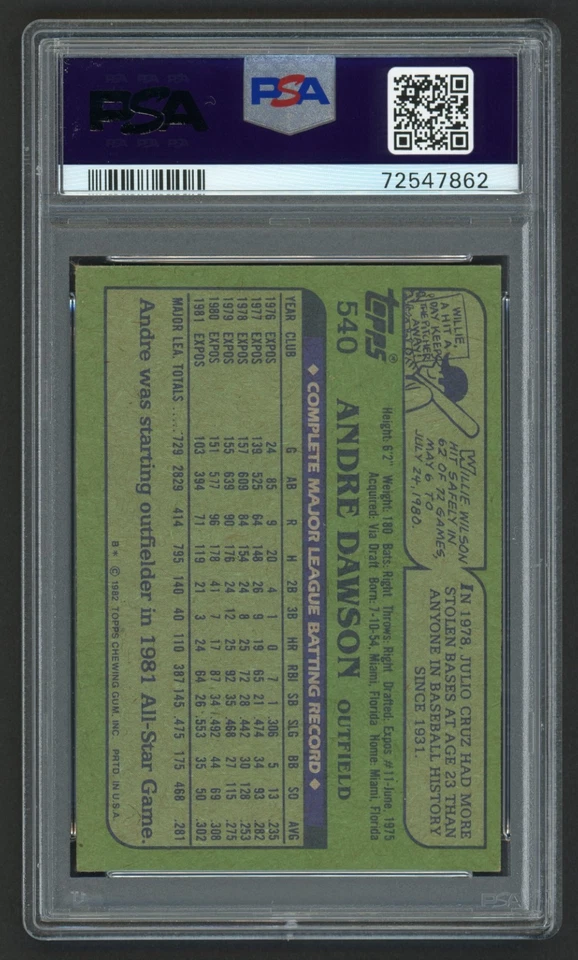 PSA
PSA
72547862
WILLIE,
A HIT A
DAY KEEPS
THE PITCHER
AWAY!
WILLIE WILSON
HIT SAFELY IN
62 OF 72 GAMES,
MAY 6 TO
JULY 24, 1980.
IN 1978, JULIO CRUZ HAD MORE
STOLEN BASES AT AGE 23 THAN
ANYONE IN BASEBALL HISTORY
SINCE 1931.
topps®
540
ANDRE DAWSON OUTFIELD
Height: 6'2" Weight: 180 Bats: Right Throws: Right Drafted: Expos #11-June, 1975
Acquired: Via Draft Born: 7-10-54, Miami, Florida Home: Miami, Florida
◆ COMPLETE MAJOR LEAGUE BATTING RECORD ◆
YEAR CLUB G AB R H 2B 3B HR RBI SB SLG BB SO AVG
1976 EXPOS 24 85 9 20 4 1 0 7 1 .306 5 13 .235
1977 EXPOS 139 525 64 148 26 9 19 65 21 .474 34 93 .282
1978 EXPOS 157 609 84 154 24 8 25 72 28 .442 30 128 .253
1979 EXPOS 155 639 90 176 24 12 25 92 35 .468 27 115 .275
1980 EXPOS 151 577 96 178 41 7 17 87 34 .492 44 69 .308
1981 EXPOS 103 394 71 119 21 3 24 64 26 .553 35 50 .302
MAJOR LEA. TOTALS ..... 729 2829 414 795 140 40 110 387 145 .475 175 468 .281
Andre was starting outfielder in 1981 All-Star Game.
B* © 1982 TOPPS CHEWING GUM, INC. PRTD. IN U.S.A.
PSA